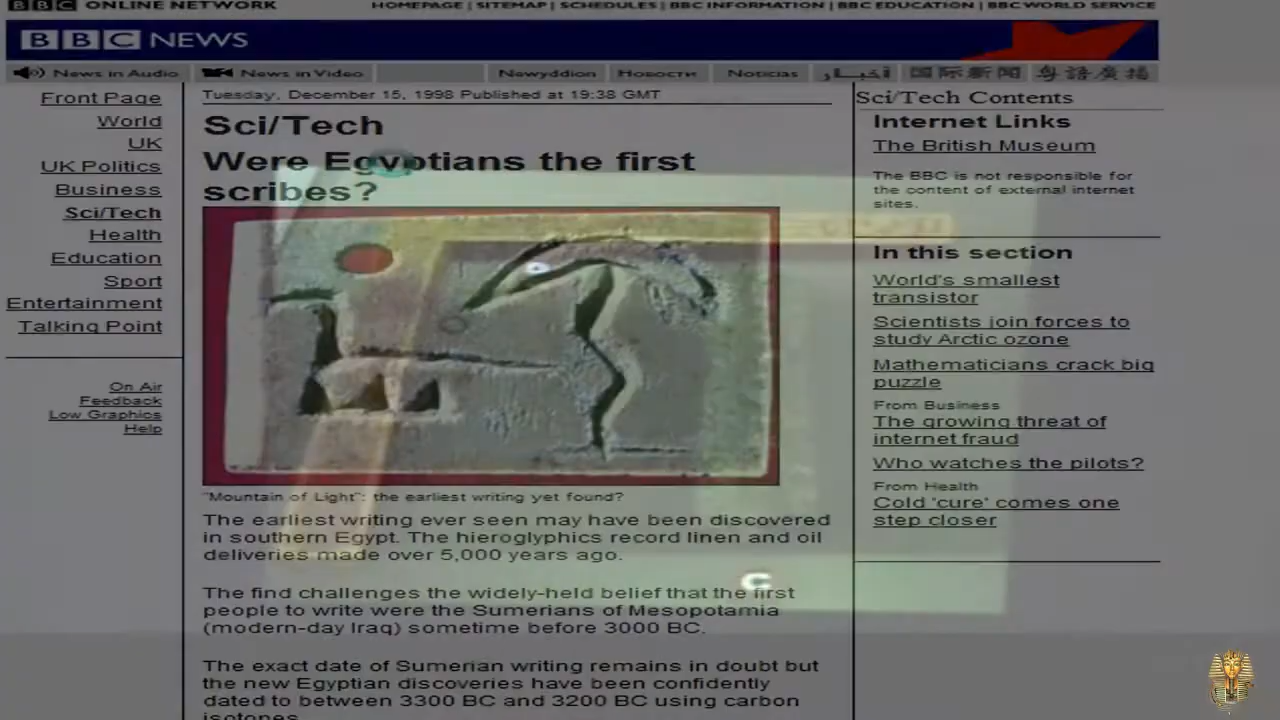 BBC ONLINE NETWORK
HOMEPAGE | SITEMAP | SCHEDULES | BBC INFORMATION | BBC EDUCATION | BBC WORLD SERVICE
BBC NEWS
News in Audio News in Video Newyddion Новости Noticias أخبار 国际新闻 粤語廣播
Front Page
World
UK
UK Politics
Business
Sci/Tech
Health
Education
Sport
Entertainment
Talking Point
On Air
Feedback
Low Graphics
Help
Tuesday, December 15, 1998 Published at 19:38 GMT
Sci/Tech
Were Egyptians the first
scribes?
"Mountain of Light": the earliest writing yet found?
The earliest writing ever seen may have been discovered
in southern Egypt. The hieroglyphics record linen and oil
deliveries made over 5,000 years ago.
The find challenges the widely-held belief that the first
people to write were the Sumerians of Mesopotamia
(modern-day Iraq) sometime before 3000 BC.
The exact date of Sumerian writing remains in doubt but
the new Egyptian discoveries have been confidently
dated to between 3300 BC and 3200 BC using carbon
isotopes.
Sci/Tech Contents
Internet Links
The British Museum
The BBC is not responsible for
the content of external internet
sites.
In this section
World's smallest
transistor
Scientists join forces to
study Arctic ozone
Mathematicians crack big
puzzle
From Business
The growing threat of
internet fraud
Who watches the pilots?
From Health
Cold 'cure' comes one
step closer